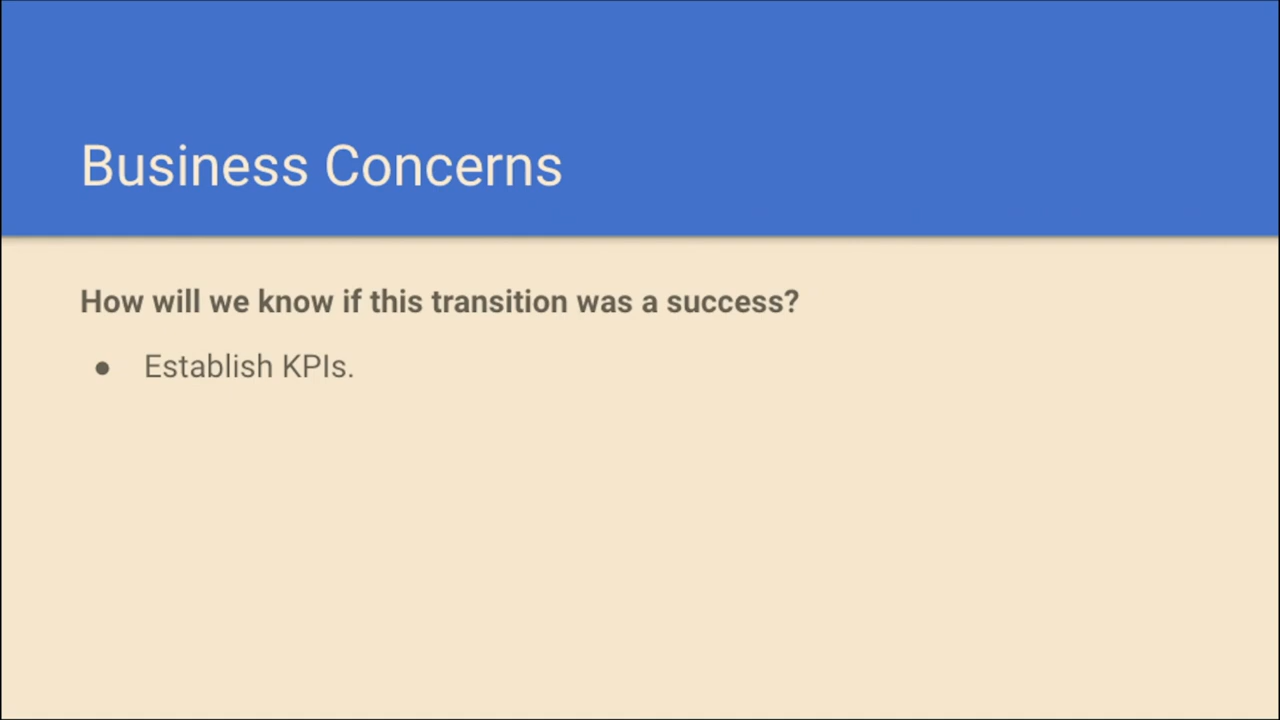 Business Concerns
How will we know if this transition was a success?
● Establish KPIs.